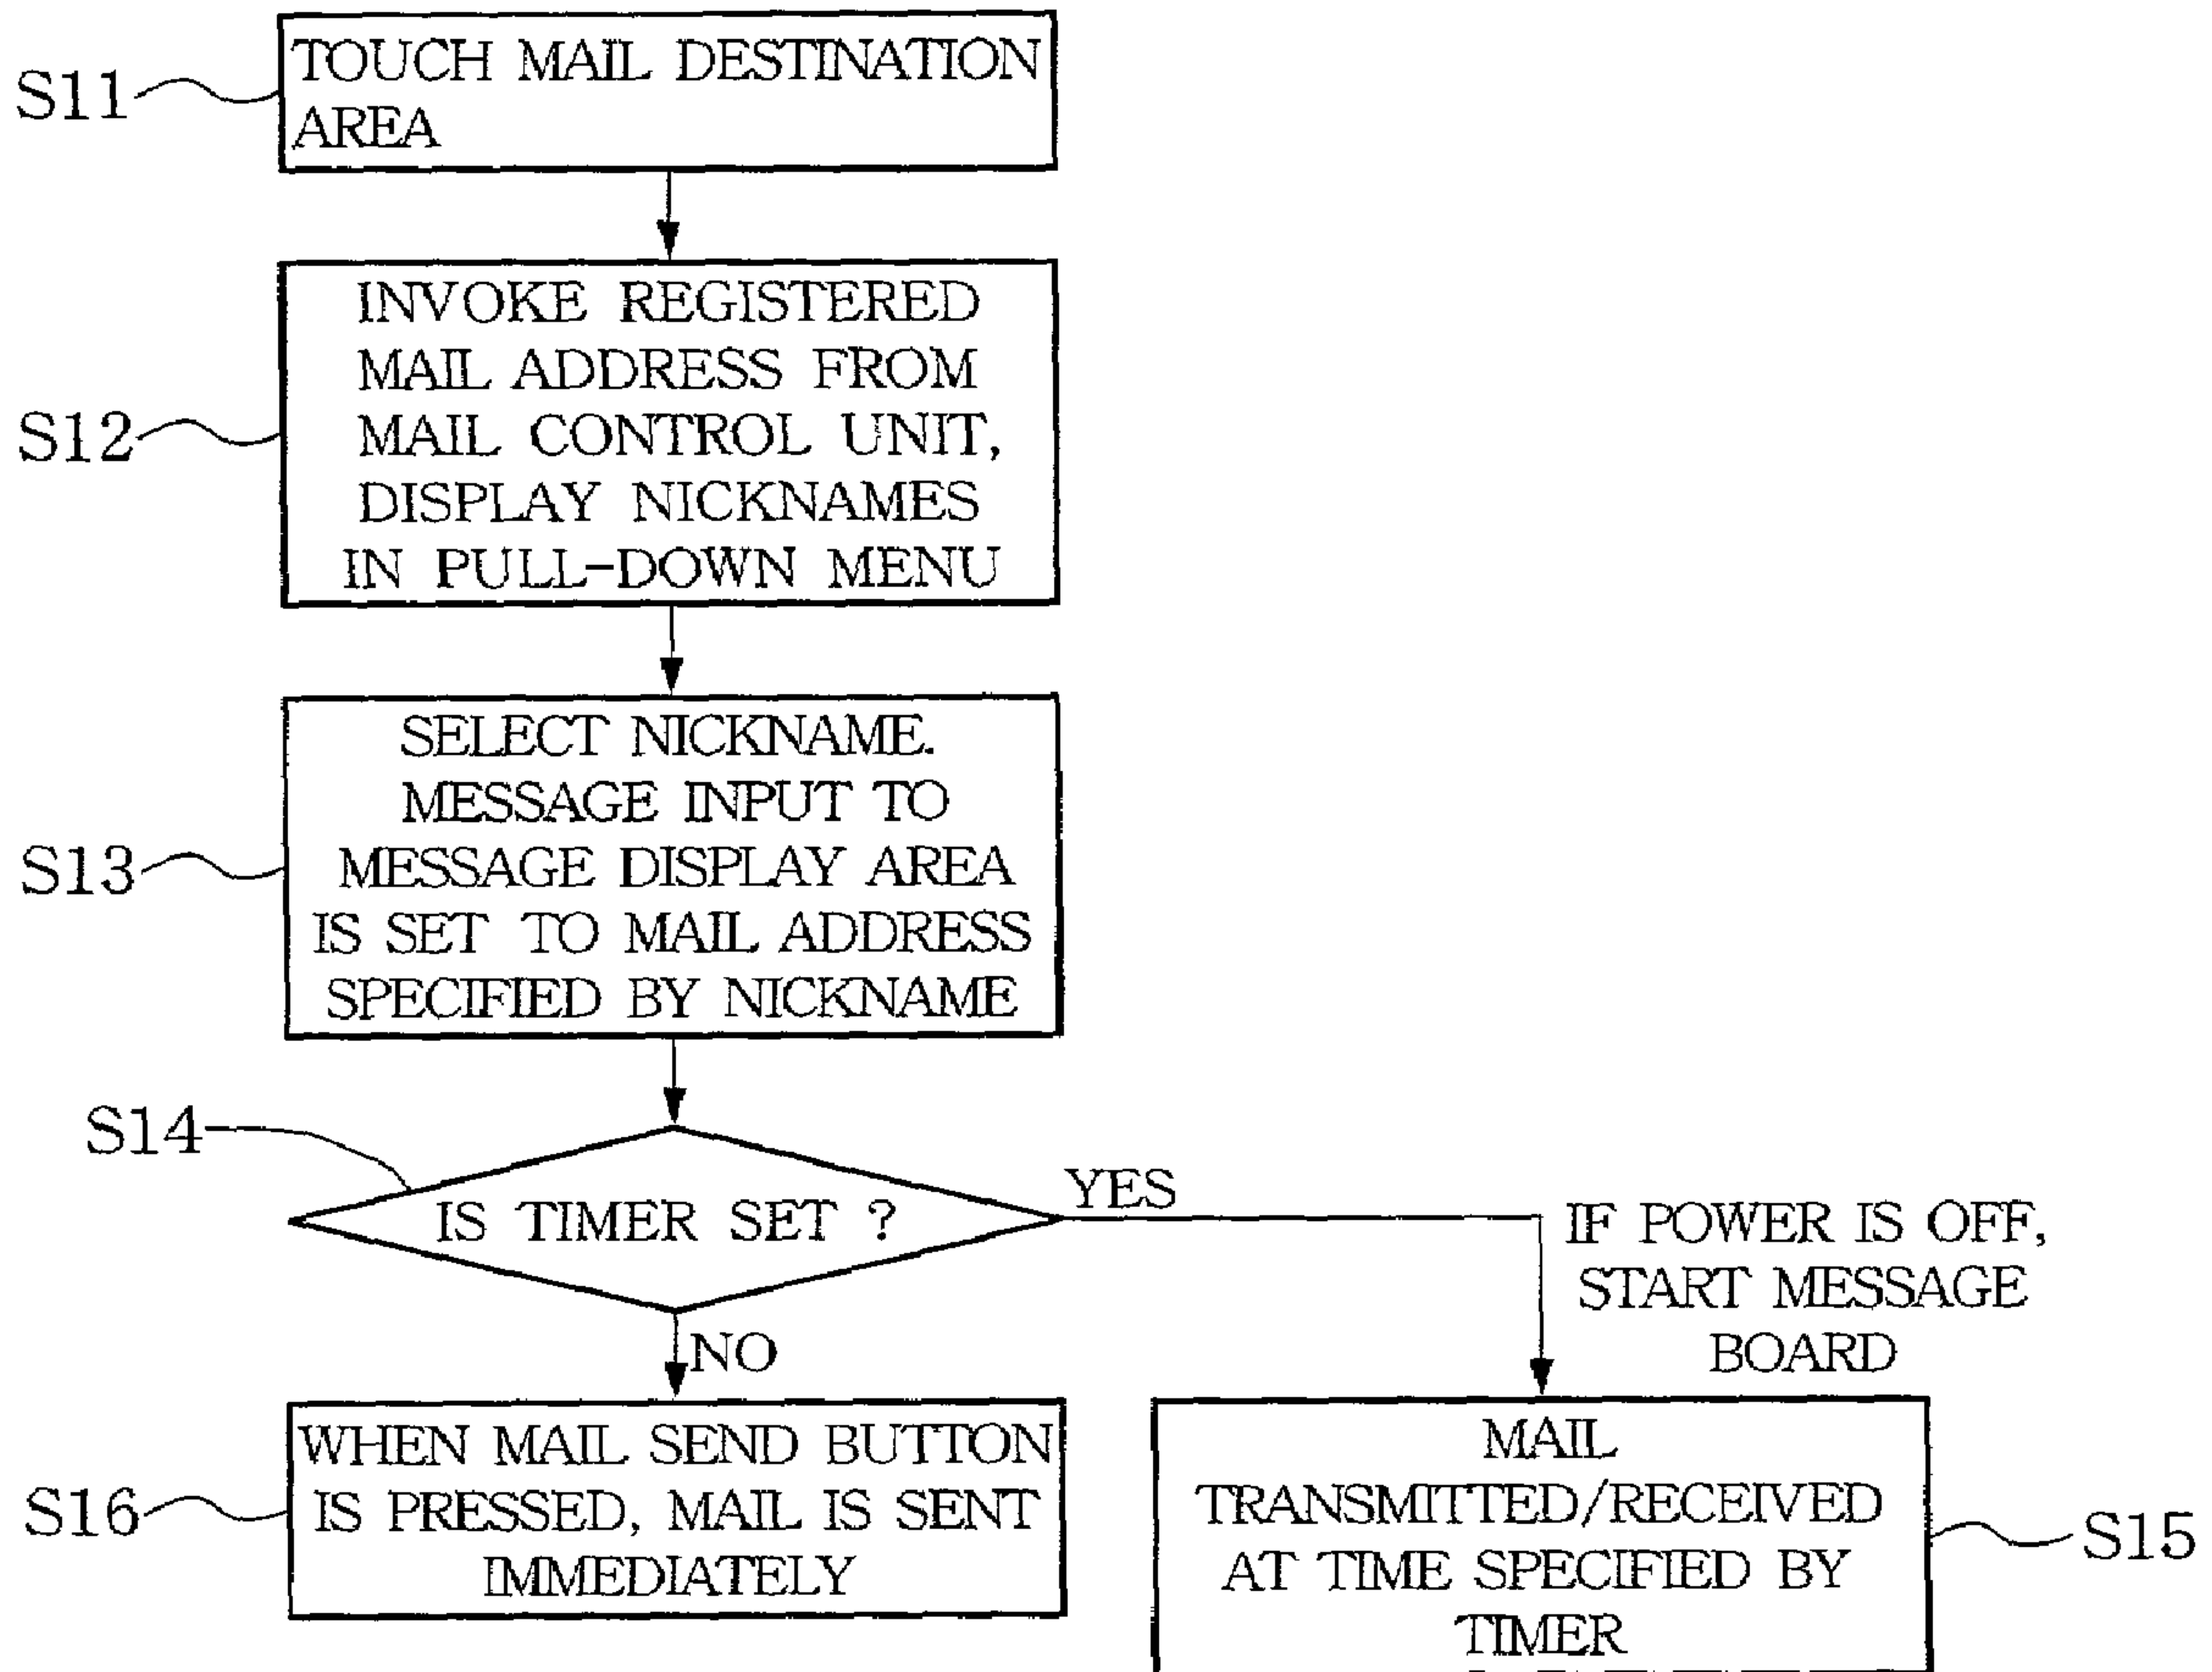 S11
TOUCH MAIL DESTINATION
AREA
S12
INVOKE REGISTERED
MAIL ADDRESS FROM
MAIL CONTROL UNIT,
DISPLAY NICKNAMES
IN PULL-DOWN MENU
S13
SELECT NICKNAME.
MESSAGE INPUT TO
MESSAGE DISPLAY AREA
IS SET TO MAIL ADDRESS
SPECIFIED BY NICKNAME
S14
IS TIMER SET ?
YES
IF POWER IS OFF,
START MESSAGE
BOARD
NO
S16
WHEN MAIL SEND BUTTON
IS PRESSED, MAIL IS SENT
IMMEDIATELY
MAIL
TRANSMITTED/RECEIVED
AT TIME SPECIFIED BY
TIMER
S15